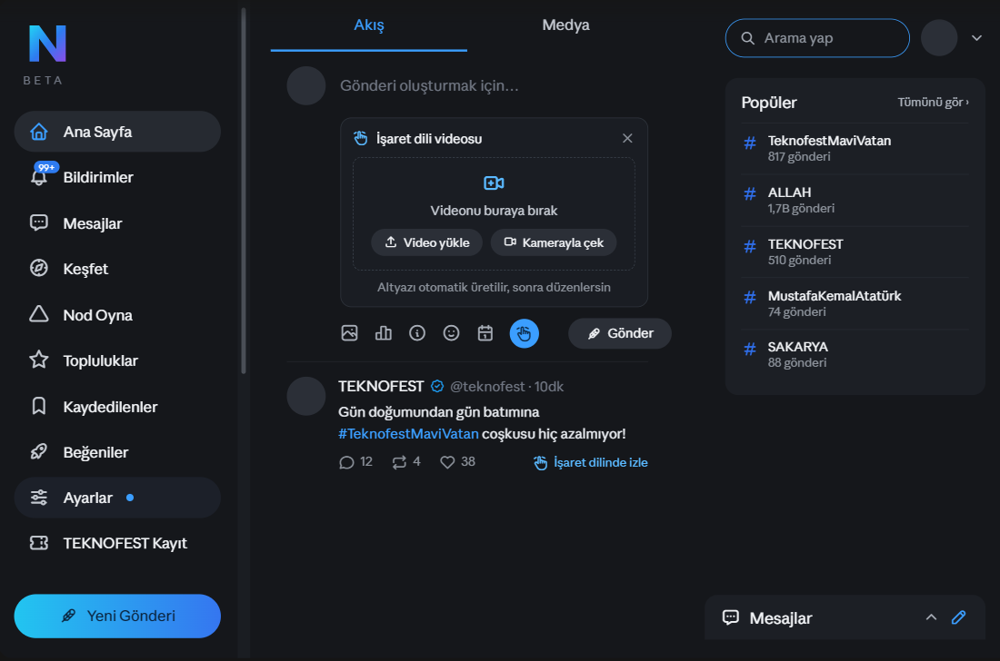 N
BETA
Ana Sayfa
99+
Bildirimler
Mesajlar
Keşfet
Nod Oyna
Topluluklar
Kaydedilenler
Beğeniler
Ayarlar
TEKNOFEST Kayıt
Yeni Gönderi
Akış
Medya
Gönderi oluşturmak için…
İşaret dili videosu
Videonu buraya bırak
Video yükle
Kamerayla çek
Altyazı otomatik üretilir, sonra düzenlersin
Gönder
TEKNOFEST @teknofest · 10dk
Gün doğumundan gün batımına
#TeknofestMaviVatan coşkusu hiç azalmıyor!
12 4 38 İşaret dilinde izle
Arama yap
Popüler
Tümünü gör ›
# TeknofestMaviVatan
817 gönderi
# ALLAH
1,7B gönderi
# TEKNOFEST
510 gönderi
# MustafaKemalAtatürk
74 gönderi
# SAKARYA
88 gönderi
Mesajlar